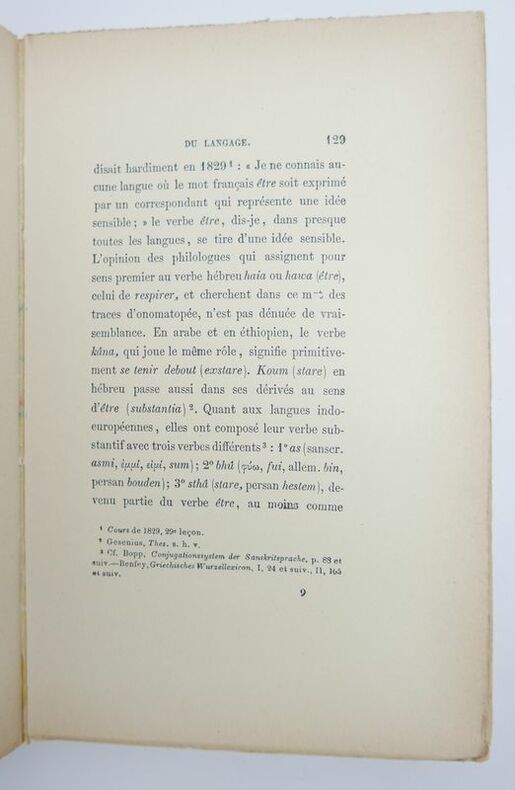 DU LANGAGE. 129
disait hardiment en 1829¹ : « Je ne connais au-
cune langue où le mot français être soit exprimé
par un correspondant qui représente une idée
sensible ; » le verbe être, dis-je, dans presque
toutes les langues, se tire d'une idée sensible.
L'opinion des philologues qui assignent pour
sens premier au verbe hébreu haia ou hawa (être),
celui de respirer, et cherchent dans ce des
traces d'onomatopée, n'est pas dénuée de vrai-
semblance. En arabe et en éthiopien, le verbe
kâna, qui joue le même rôle, signifie primitive-
ment se tenir debout (exstare). Koum (stare) en
hébreu passe aussi dans ses dérivés au sens
d'être (substantia)². Quant aux langues indo-
européennes, elles ont composé leur verbe sub-
stantif avec trois verbes différents³ : 1° as (sanscr.
asmi, ἐμμί, εἰμί, sum) ; 2° bhû (φύω, fui, allem. bin,
persan bouden) ; 3° sthâ (stare, persan hestem), de-
venu partie du verbe être, au moins comme
¹ Cours de 1829, 29e leçon.
² Gesenius, Thes. s. h. v.
³ Cf. Bopp, Conjugationssystem der Sanskritsprache, p. 88 et
suiv.—Benfey, Griechisches Wurzellexicon, I, 24 et suiv., II, 165
et suiv.
9